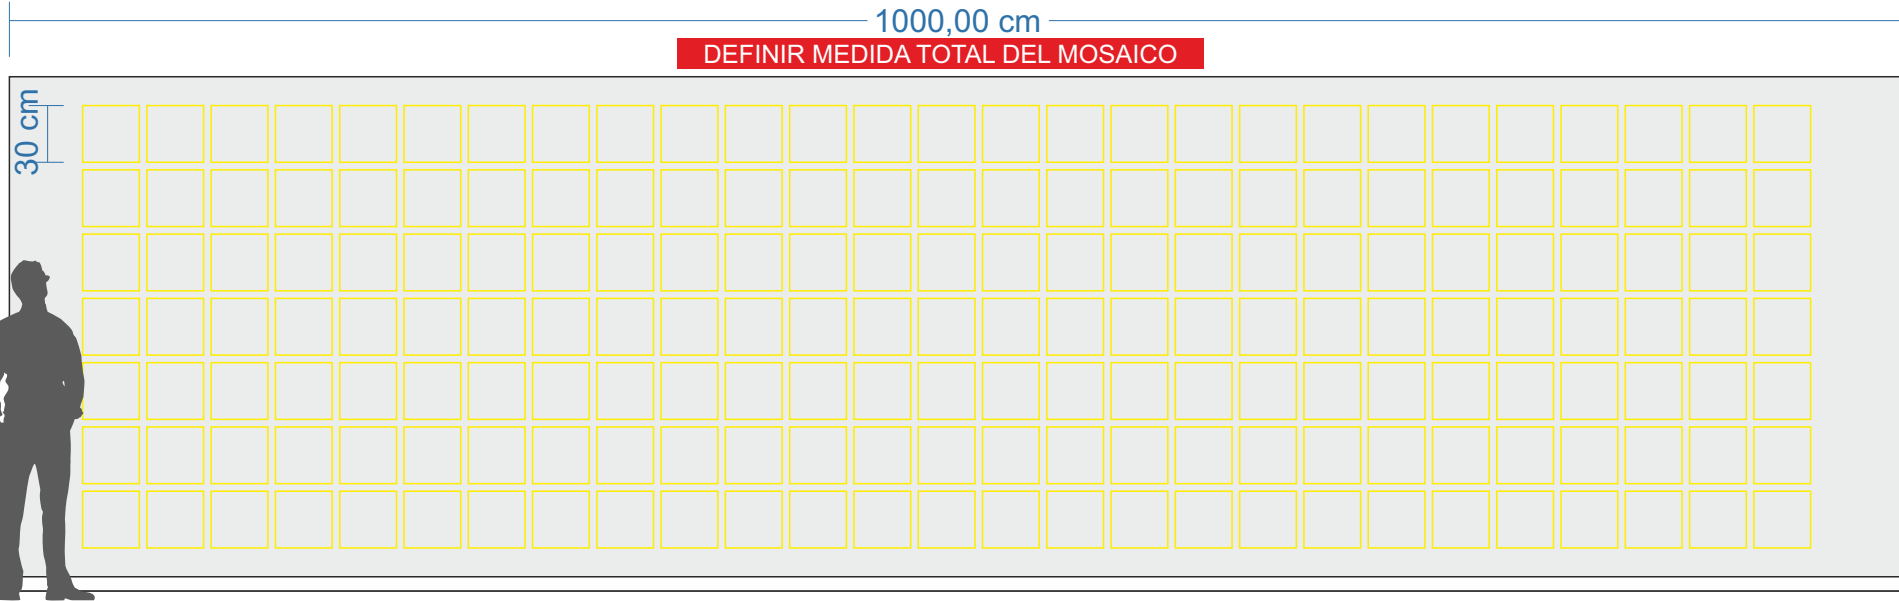 1000,00 cm
DEFINIR MEDIDA TOTAL DEL MOSAICO
30 cm